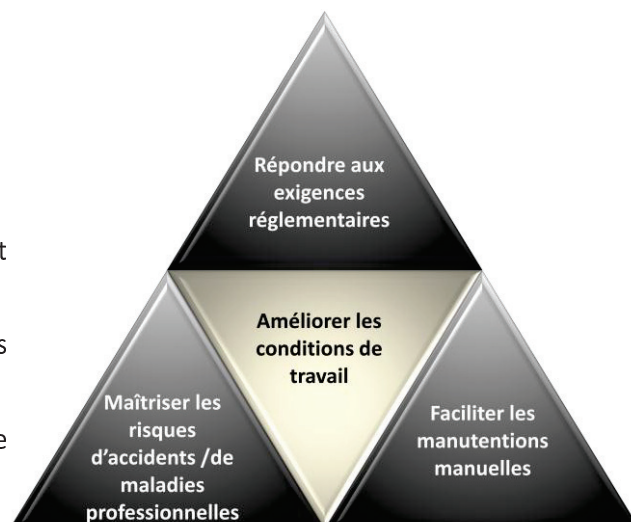 Répondre aux
exigences
réglementaires
t
Améliorer les
conditions de
travail
s
Maîtriser les
risques
d'accidents /de
maladies
professionnelles
Faciliter les
manutentions
manuelles
e